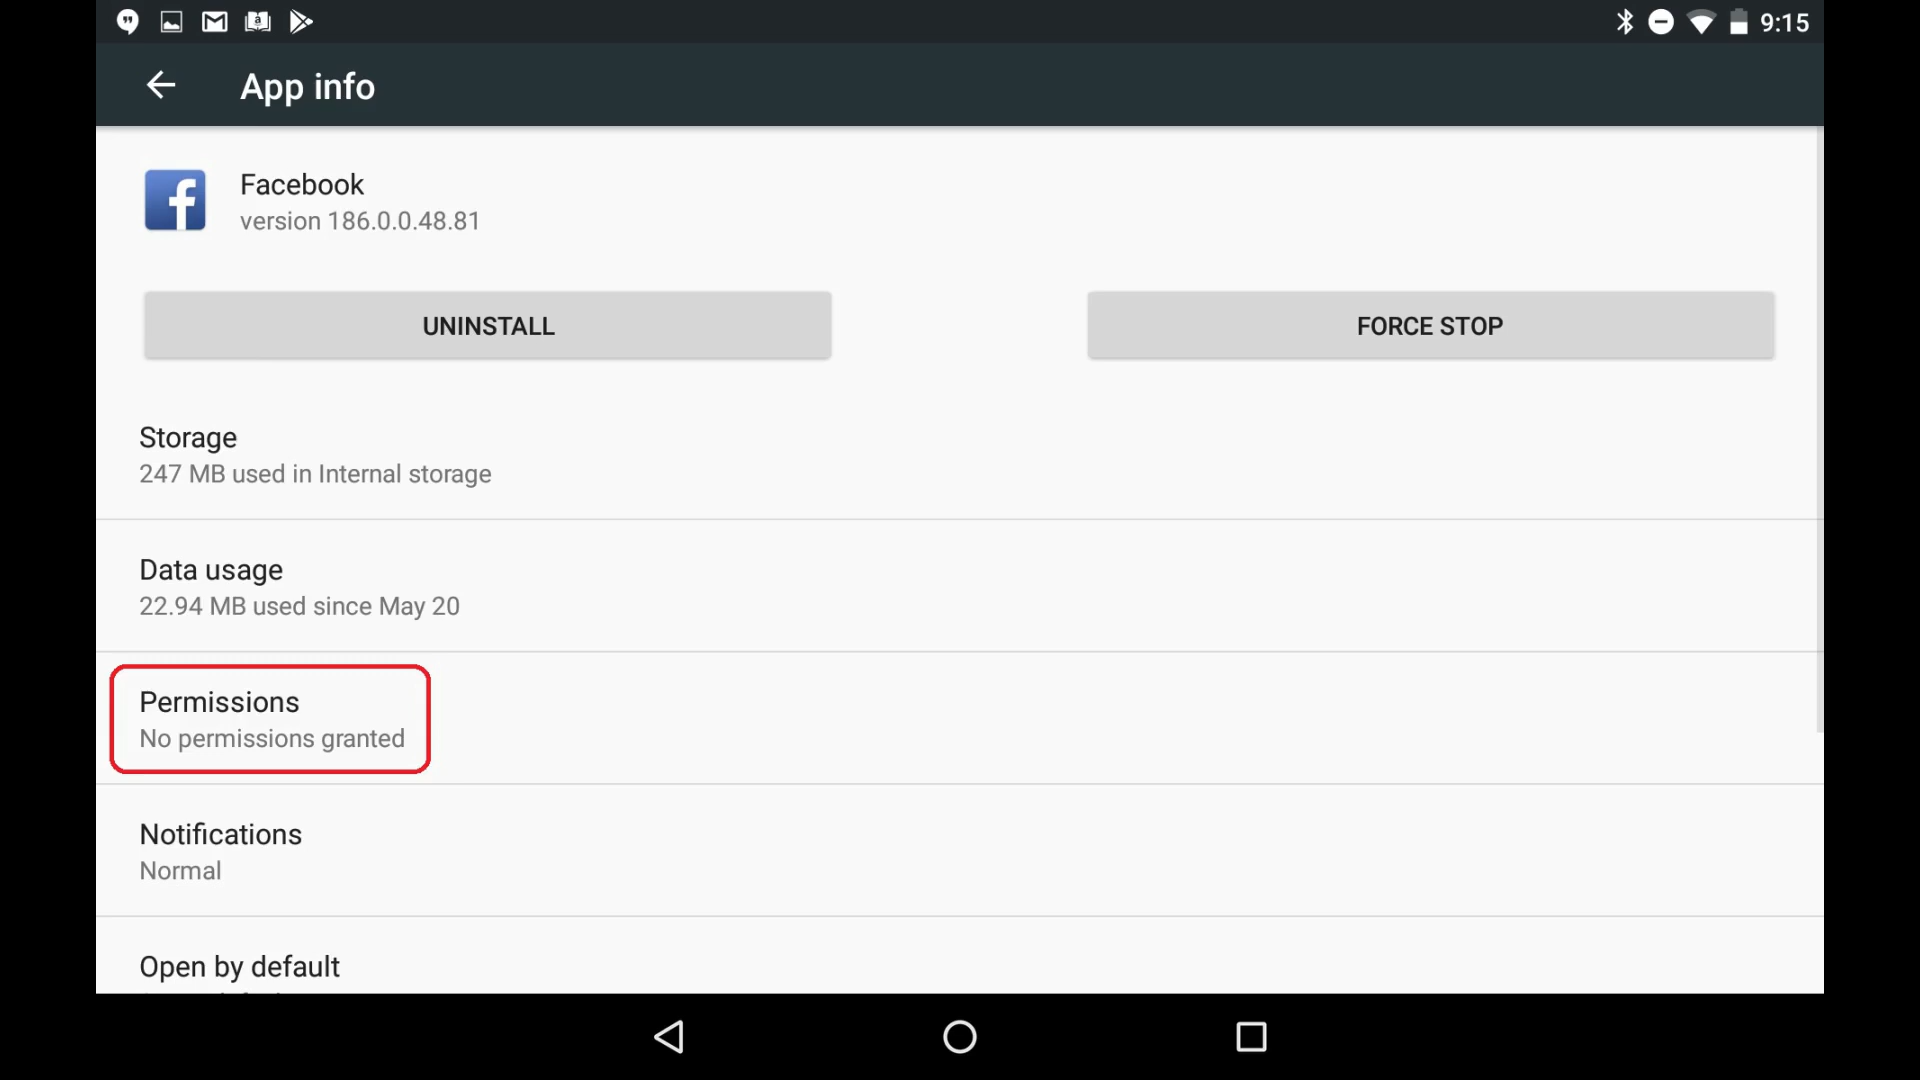 9:15
App info
Facebook
version 186.0.0.48.81
UNINSTALL
FORCE STOP
Storage
247 MB used in Internal storage
Data usage
22.94 MB used since May 20
Permissions
No permissions granted
Notifications
Normal
Open by default